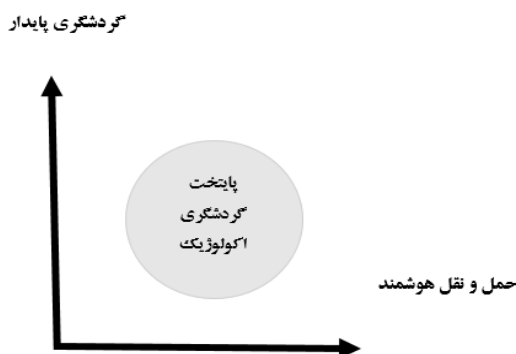 گردشگری پایدار
پایتخت
گردشگری
اکولوژیک
حمل و نقل هوشمند